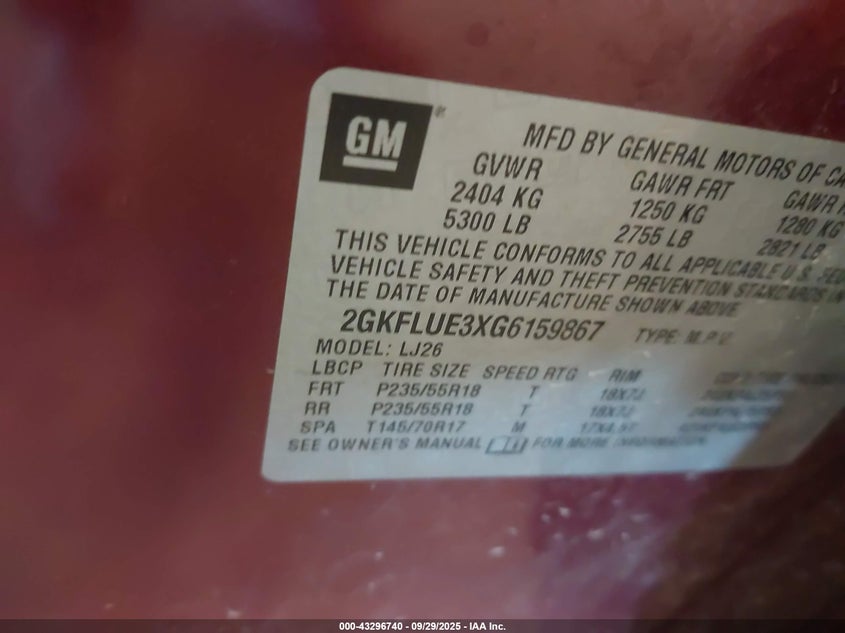 GM®
MFD BY GENERAL MOTORS OF CA
GVWR GAWR FRT GAWR
2404 KG 1250 KG 1280 KG
5300 LB 2755 LB 2821 LB
THIS VEHICLE CONFORMS TO ALL APPLICABLE U.S. FEDE
VEHICLE SAFETY AND THEFT PREVENTION STANDARDS IN
THE DATE OF MANUFACTURE SHOWN ABOVE
2GKFLUE3XG6159867 TYPE: M.P.V.
MODEL: LJ26
LBCP TIRE SIZE SPEED RTG RIM
FRT P235/55R18 T 18X7J
RR P235/55R18 T 18X7J
SPA T145/70R17 M
SEE OWNER'S MANUAL FOR MORE INFORMATION.
000-43296740 - 09/29/2025 - IAA Inc.